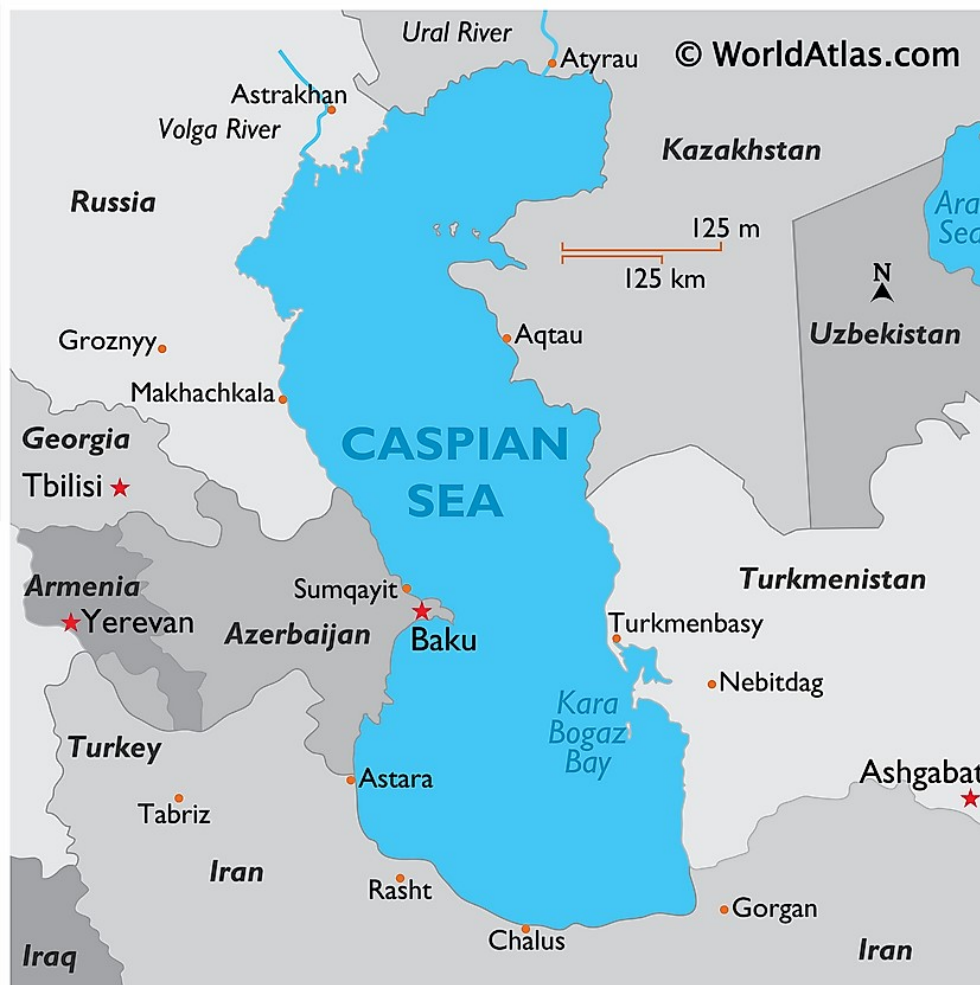 Ural River
Atyrau
© WorldAtlas.com
Astrakhan
Volga River
Kazakhstan
Russia
Ara
Sea
125 m
125 km
N
Uzbekistan
Groznyy
Aqtau
Makhachkala
Georgia
CASPIAN
SEA
Tbilisi
Armenia
Yerevan
Sumqayit
Turkmenistan
Azerbaijan
Baku
Turkmenbasy
Nebitdag
Kara
Bogaz
Bay
Turkey
Astara
Ashgabat
Tabriz
Iran
Rasht
Gorgan
Chalus
Iran
Iraq